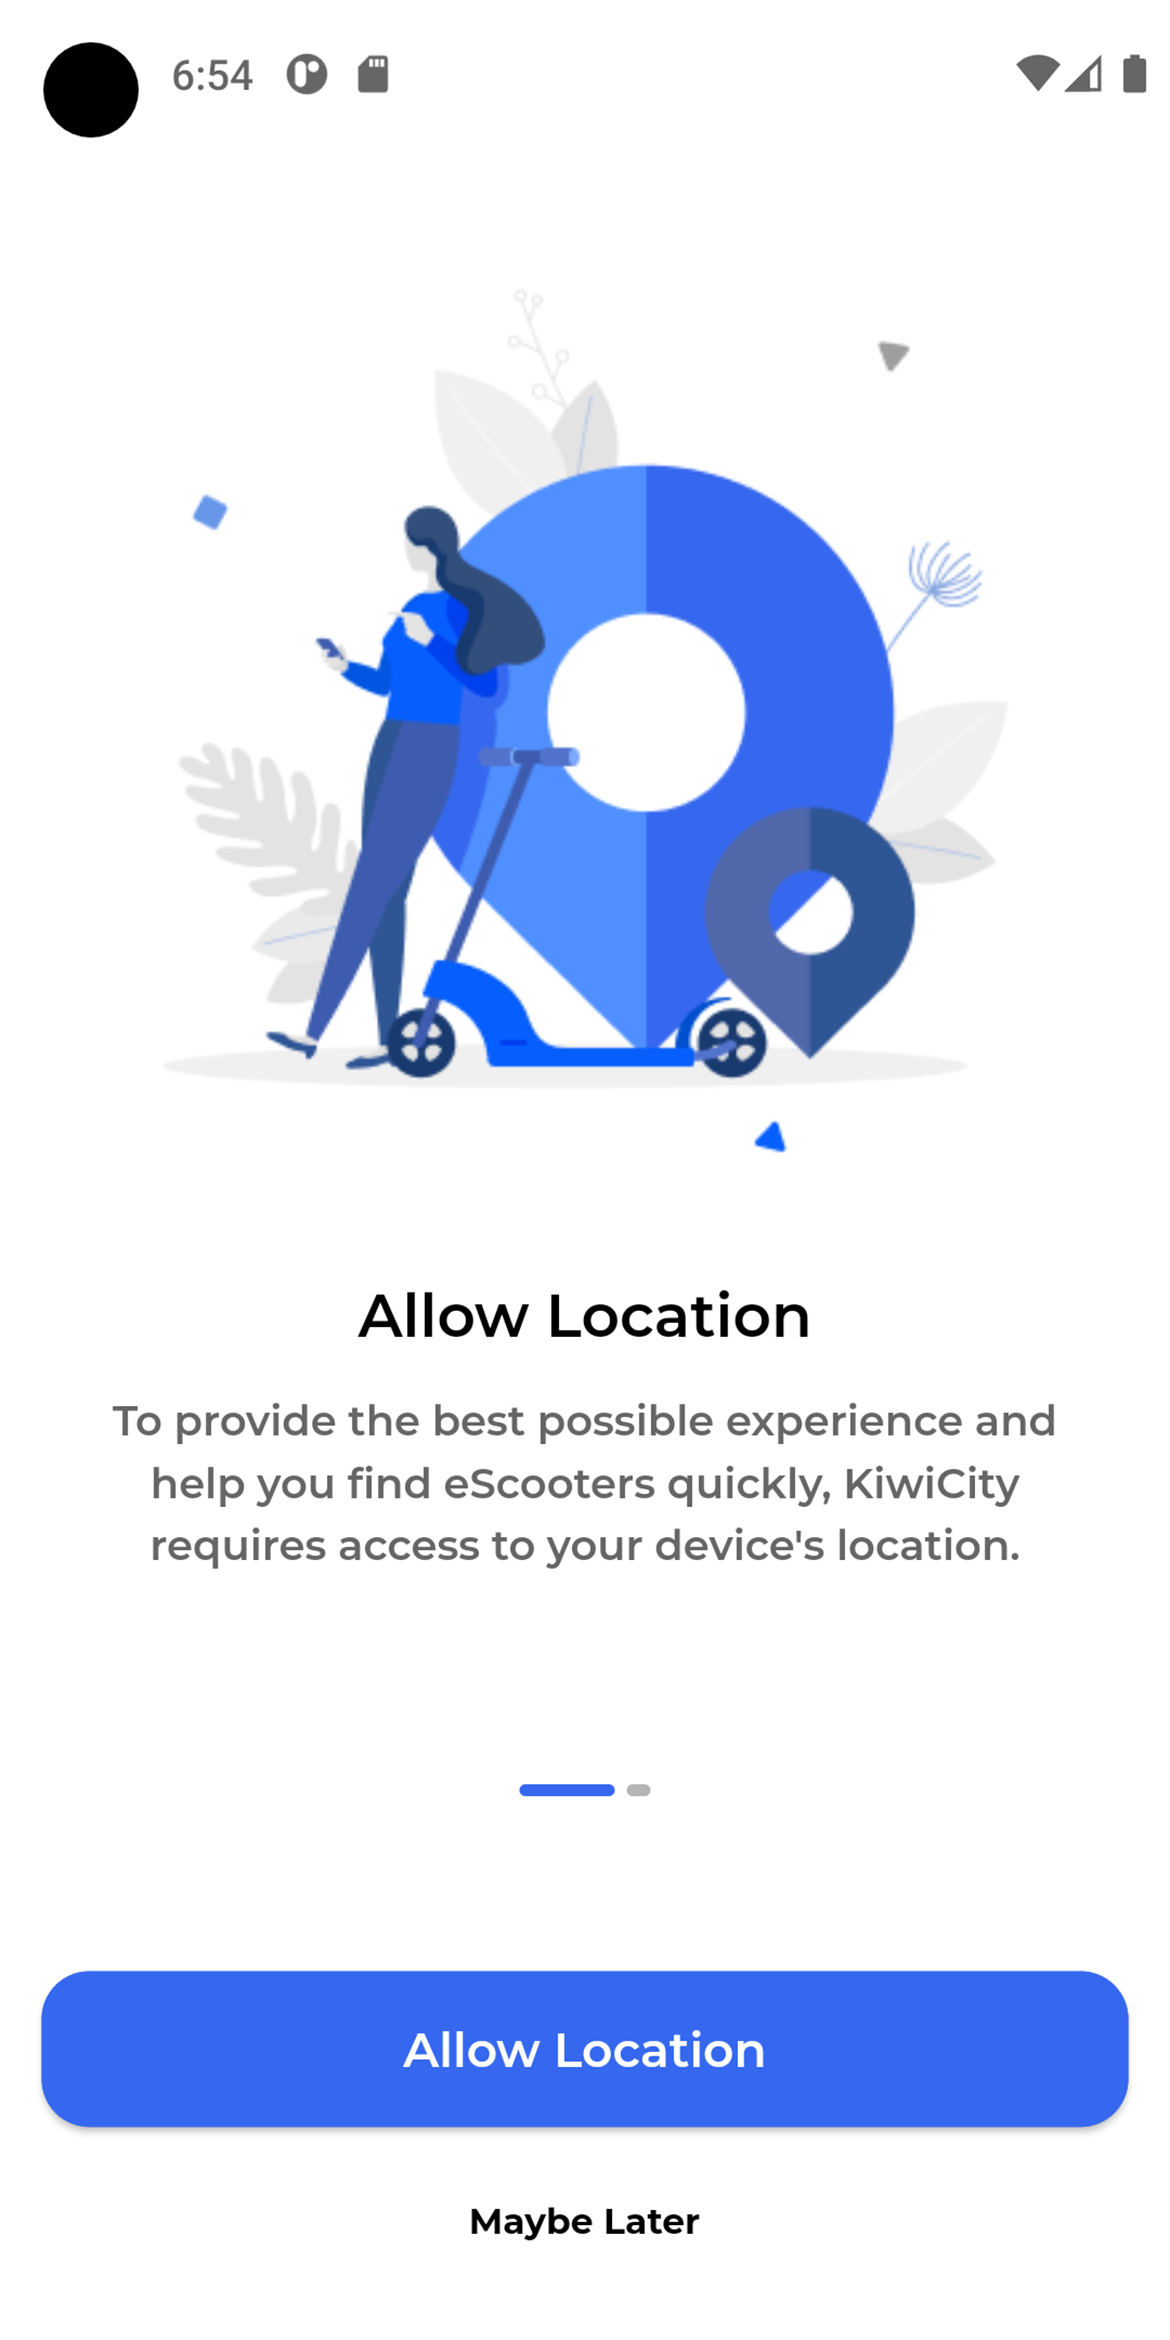 6:54
Allow Location
To provide the best possible experience and
help you find eScooters quickly, KiwiCity
requires access to your device's location.
Allow Location
Maybe Later